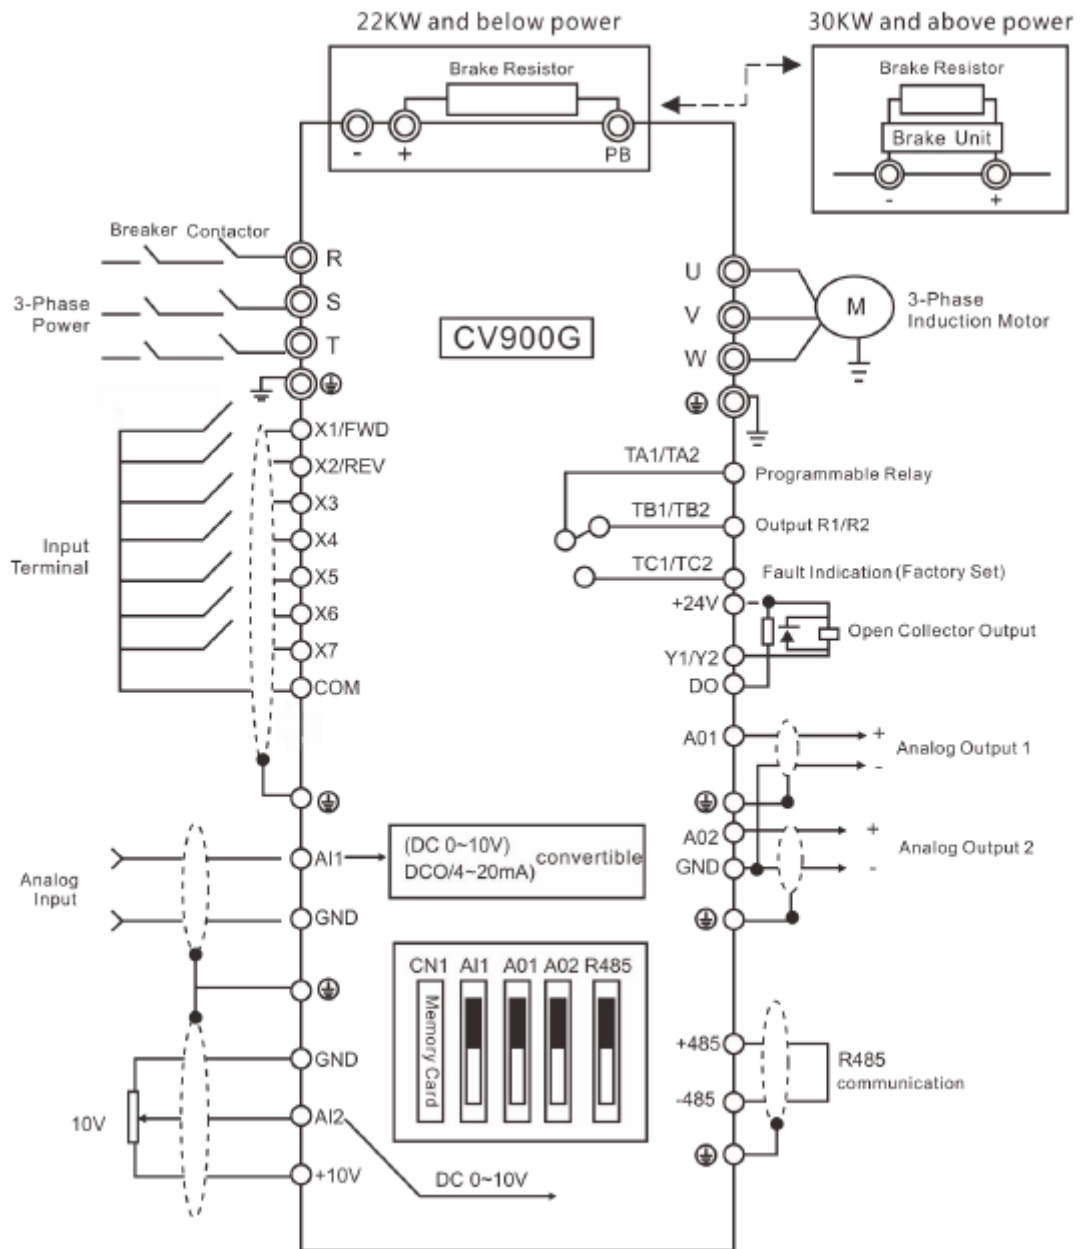 22KW and below power
30KW and above power
Brake Resistor
- + PB
Brake Resistor
Brake Unit
- +
Breaker Contactor
R
S
T
3-Phase
Power
CV900G
U
V
W
M
3-Phase
Induction Motor
X1/FWD
X2/REV
X3
X4
X5
X6
X7
COM
Input
Terminal
TA1/TA2
Programmable Relay
TB1/TB2
Output R1/R2
TC1/TC2
Fault Indication (Factory Set)
+24V
Open Collector Output
Y1/Y2
DO
A01
+
Analog Output 1
-
A02
+
Analog Output 2
GND
-
AI1
(DC 0~10V)
DCO/4~20mA)
convertible
Analog
Input
GND
CN1 AI1 A01 A02 R485
Memory Card
GND
10V
AI2
+10V
DC 0~10V
+485
R485
communication
-485